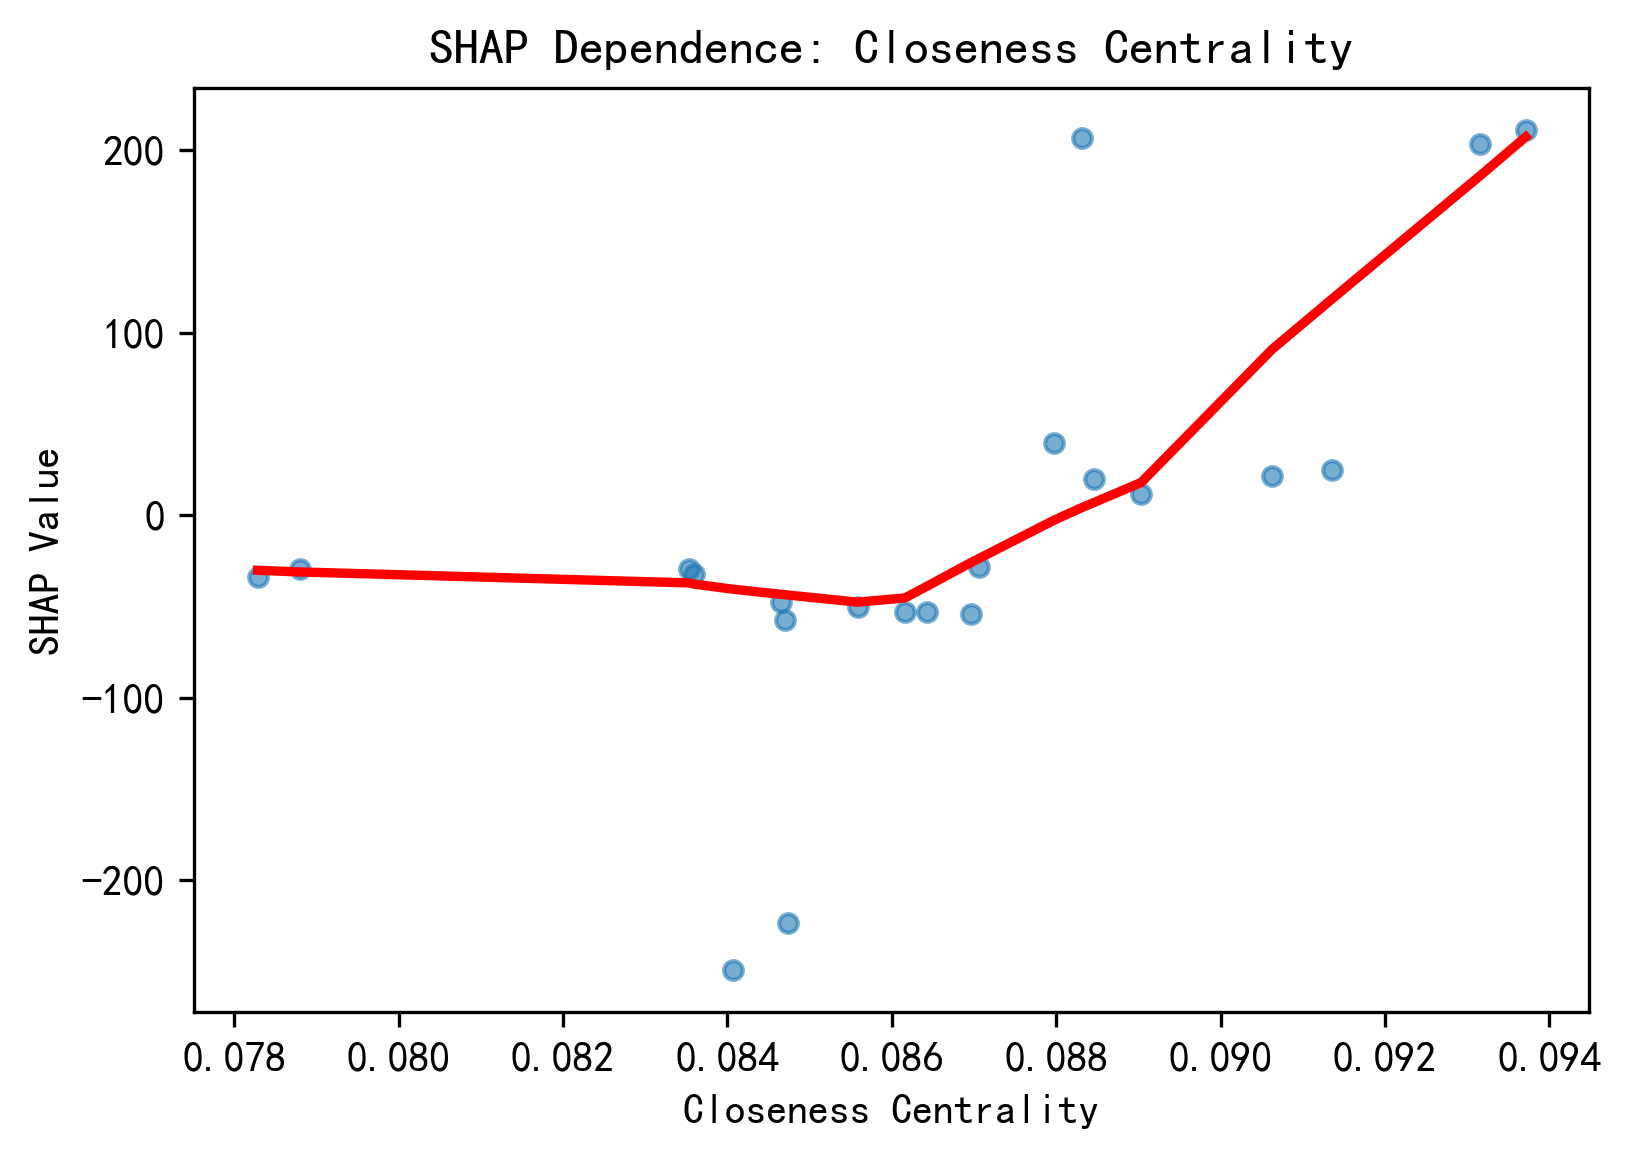 SHAP Dependence: Closeness Centrality
200
100
0
-100
-200
SHAP Value
0.078 0.080 0.082 0.084 0.086 0.088 0.090 0.092 0.094
Closeness Centrality